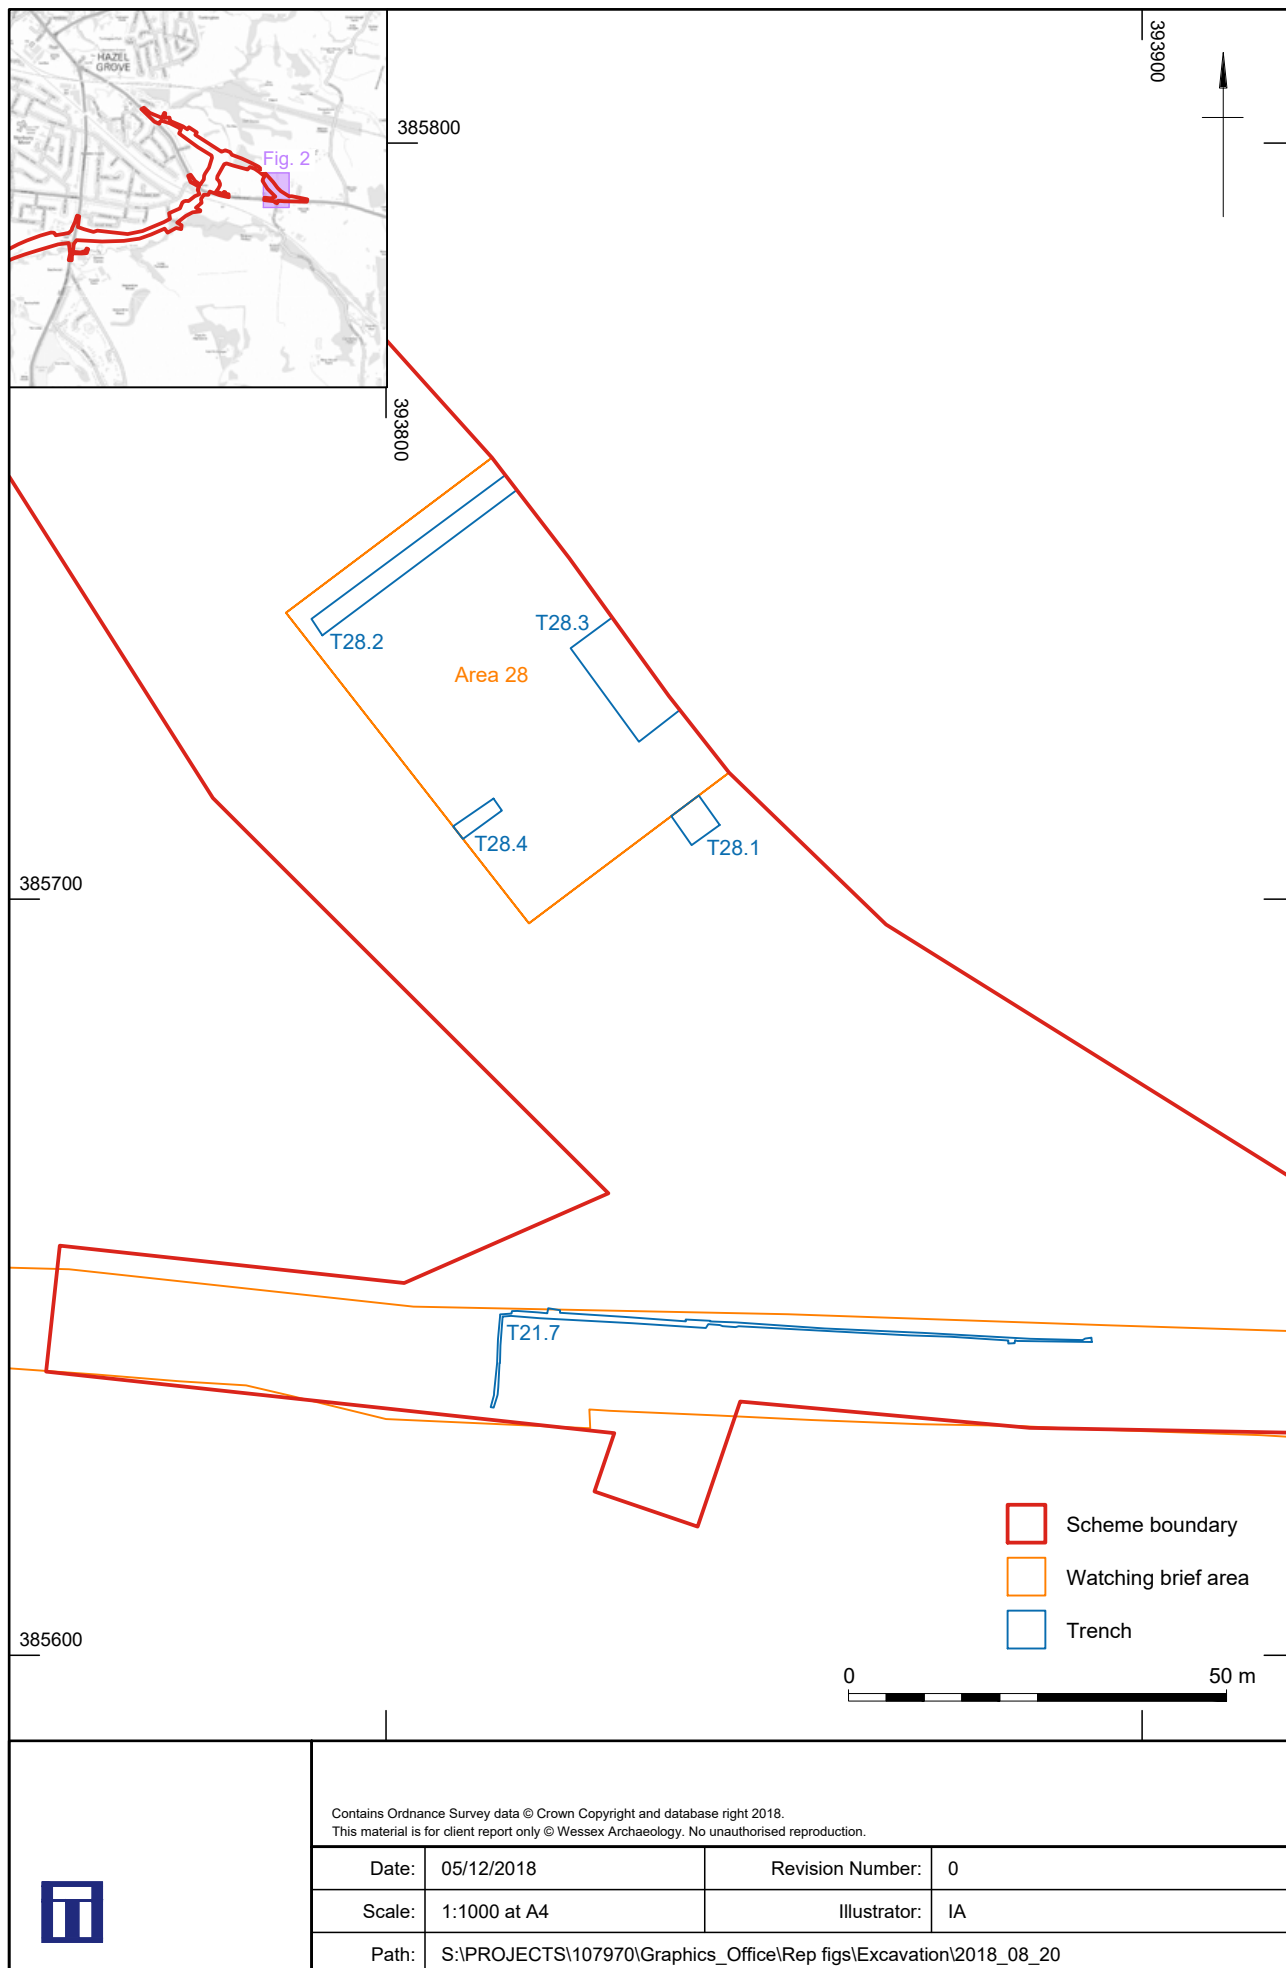 HAZEL
GROVE
Fig. 2
393900
385800
393800
T28.2
T28.3
Area 28
T28.4
T28.1
385700
T21.7
Scheme boundary
Watching brief area
Trench
385600
0 50 m
Contains Ordnance Survey data © Crown Copyright and database right 2018.
This material is for client report only © Wessex Archaeology. No unauthorised reproduction.
Date: 05/12/2018 Revision Number: 0
Scale: 1:1000 at A4 Illustrator: IA
Path: S:\PROJECTS\107970\Graphics_Office\Rep figs\Excavation\2018_08_20